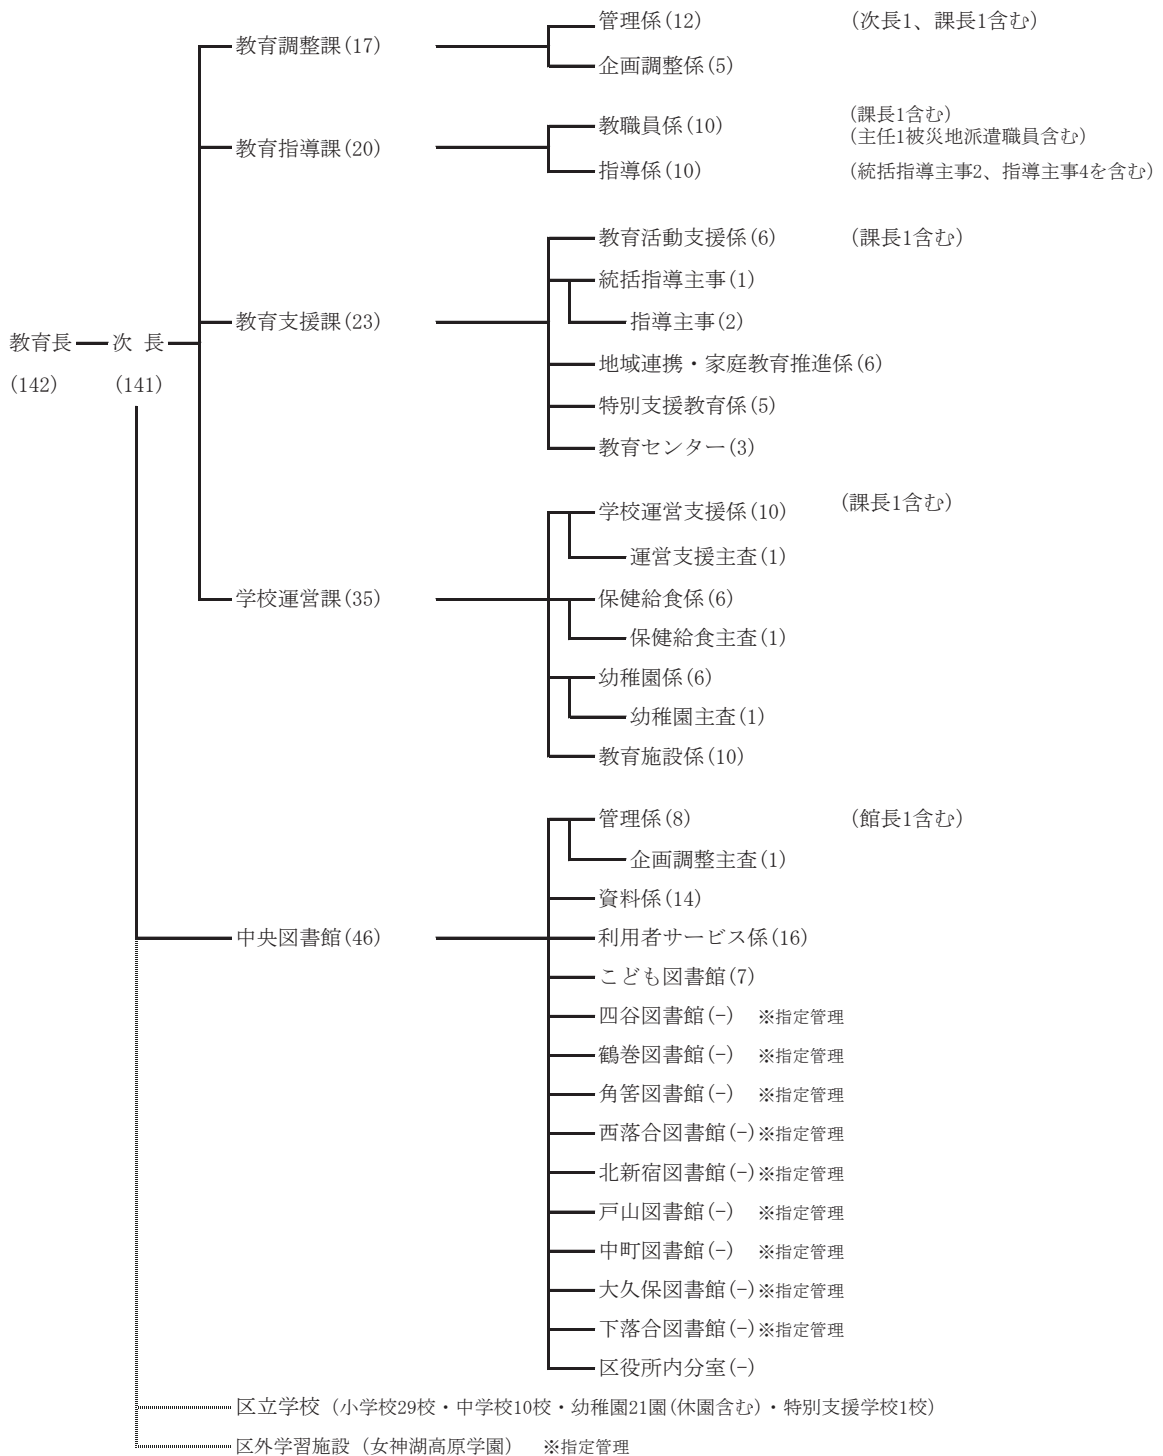 管理係(12) (次長1、課長1含む)
教育調整課(17)
企画調整係(5)
教職員係(10) (課長1含む)
(主任1被災地派遣職員含む)
教育指導課(20)
指導係(10) (統括指導主事2、指導主事4を含む)
教育活動支援係(6) (課長1含む)
統括指導主事(1)
教育支援課(23) 指導主事(2)
教育長 次 長
地域連携・家庭教育推進係(6)
(142) (141)
特別支援教育係(5)
教育センター(3)
学校運営支援係(10) (課長1含む)
運営支援主査(1)
学校運営課(35) 保健給食係(6)
保健給食主査(1)
幼稚園係(6)
幼稚園主査(1)
教育施設係(10)
管理係(8) (館長1含む)
企画調整主査(1)
資料係(14)
中央図書館(46) 利用者サービス係(16)
こども図書館(7)
四谷図書館(-) ※指定管理
鶴巻図書館(-) ※指定管理
角筈図書館(-) ※指定管理
西落合図書館(-)※指定管理
北新宿図書館(-)※指定管理
戸山図書館(-) ※指定管理
中町図書館(-) ※指定管理
大久保図書館(-)※指定管理
下落合図書館(-)※指定管理
区役所内分室(-)
区立学校 (小学校29校・中学校10校・幼稚園21園(休園含む)・特別支援学校1校)
区外学習施設 (女神湖高原学園) ※指定管理